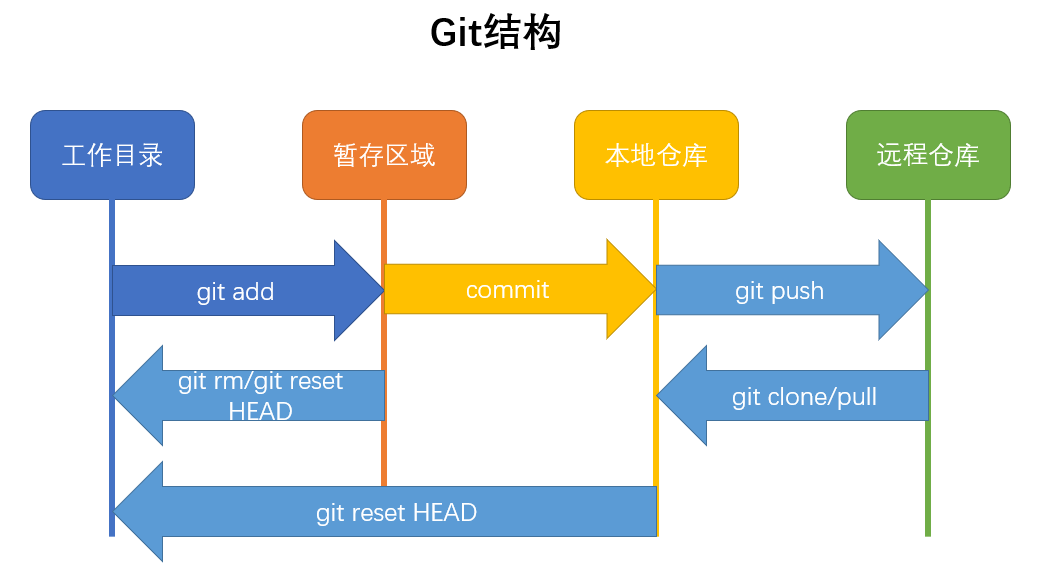 Git结构
工作目录
暂存区域
本地仓库
远程仓库
git add
commit
git push
git rm/git reset
HEAD
git clone/pull
git reset HEAD